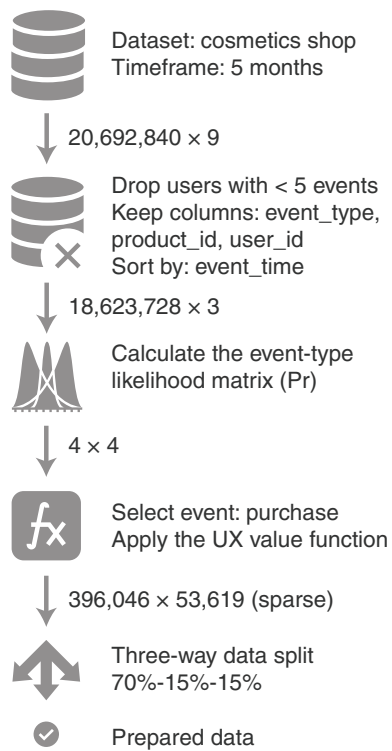 Dataset: cosmetics shop
Timeframe: 5 months
20,692,840 × 9
Drop users with < 5 events
Keep columns: event_type,
product_id, user_id
Sort by: event_time
18,623,728 × 3
Calculate the event-type
likelihood matrix (Pr)
4 × 4
fx
Select event: purchase
Apply the UX value function
396,046 × 53,619 (sparse)
Three-way data split
70%-15%-15%
Prepared data